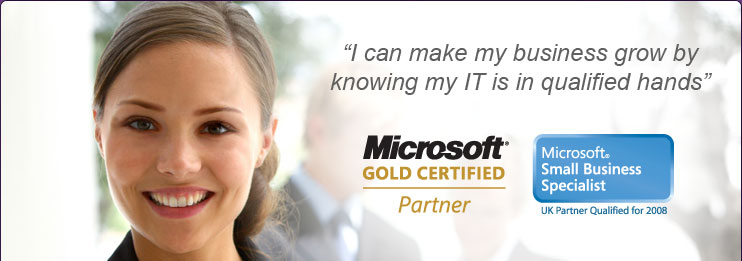 “I can make my business grow by
knowing my IT is in qualified hands”
Microsoft®
GOLD CERTIFIED
Partner
Microsoft®
Small Business
Specialist
UK Partner Qualified for 2008